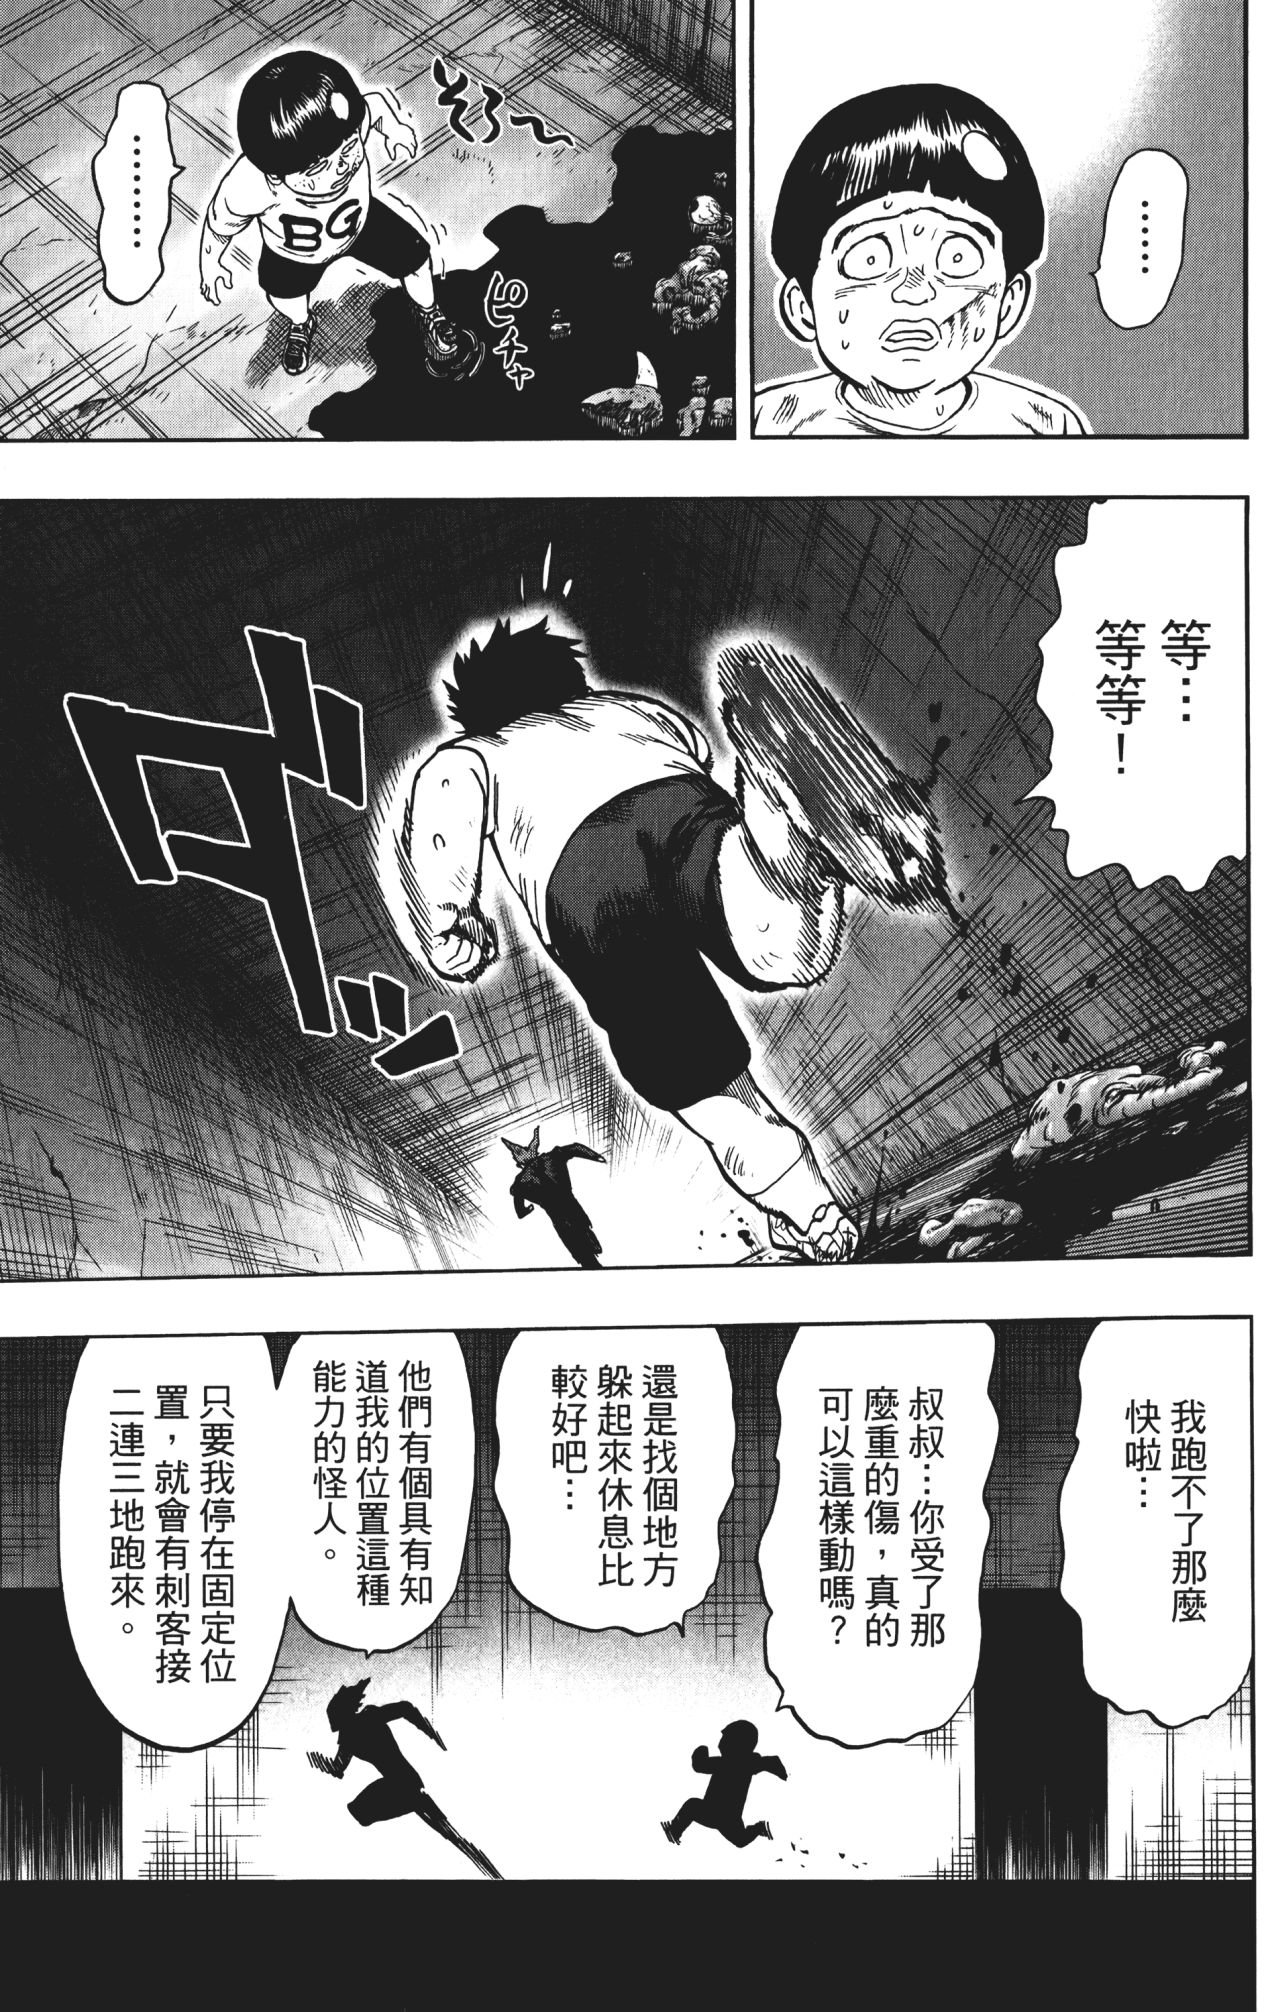 ……
………
そろ〜
BG
ピチャ
等…
等等！
ダッ
我跑不了那麼
快啦…
叔叔…你受了那
麼重的傷，真的
可以這樣動嗎？
還是找個地方
躲起來休息比
較好吧…
他們有個具有知
道我的位置這種
能力的怪人。
只要我停在固定位
置，就會有刺客接
二連三地跑來。